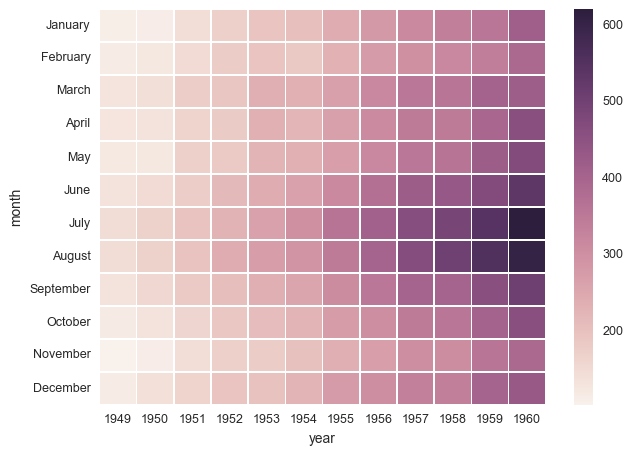 January
February
March
April
May
June
July
August
September
October
November
December
month
1949 1950 1951 1952 1953 1954 1955 1956 1957 1958 1959 1960
year
600
500
400
300
200